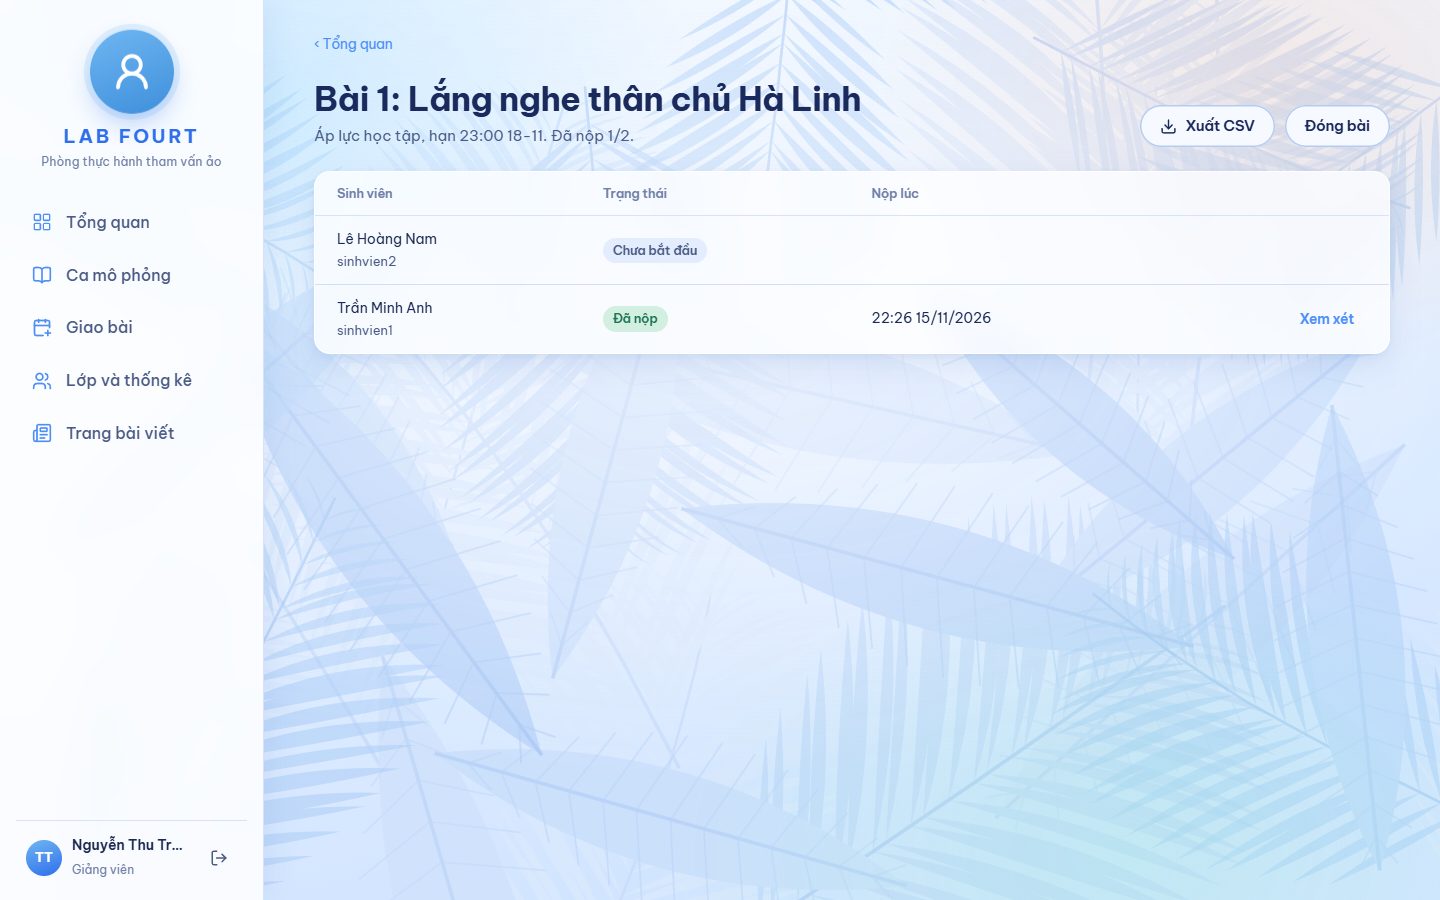 LAB FOURT
Phòng thực hành tham vấn ảo
Tổng quan
Ca mô phỏng
Giao bài
Lớp và thống kê
Trang bài viết
TT
Nguyễn Thu Tr...
Giảng viên
‹ Tổng quan
Bài 1: Lắng nghe thân chủ Hà Linh
Áp lực học tập, hạn 23:00 18-11. Đã nộp 1/2.
Xuất CSV
Đóng bài
Sinh viên Trạng thái Nộp lúc
Lê Hoàng Nam
sinhvien2
Chưa bắt đầu
Trần Minh Anh
sinhvien1
Đã nộp
22:26 15/11/2026
Xem xét